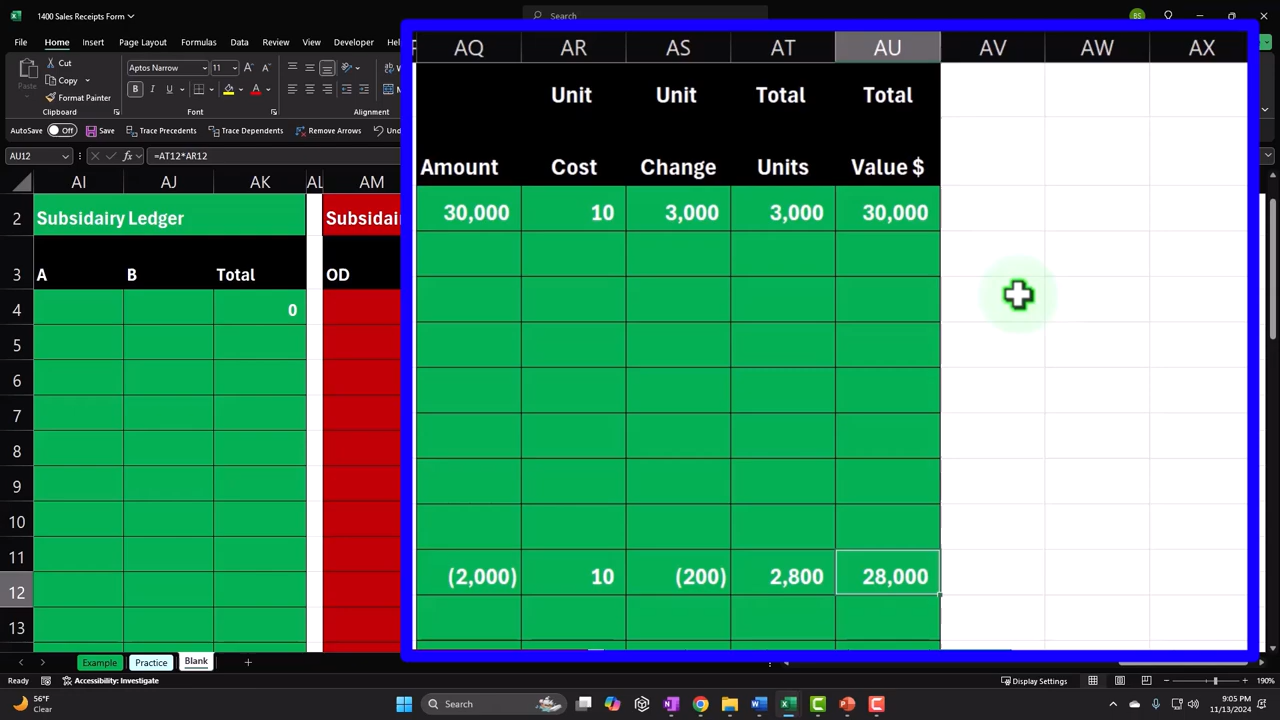 1400 Sales Receipts Form
Search
BS
File Home Insert Page Layout Formulas Data Review View Developer
Cut
Copy
Format Painter
Paste
Clipboard
Aptos Narrow 11
B I U
Font
Alignment
AutoSave Off Save Trace Precedents Trace Dependents Remove Arrows Undo
AU12 fx =AT12*AR12
AI AJ AK AL AM
2 Subsidairy Ledger Subsidai
3 A B Total OD
4 0
5
6
7
8
9
10
11
12
13
AQ AR AS AT AU AV AW AX
Unit Unit Total Total
Amount Cost Change Units Value $
30,000 10 3,000 3,000 30,000
(2,000) 10 (200) 2,800 28,000
Example Practice Blank
Ready Accessibility: Investigate Display Settings 190%
56°F
Clear
Search
9:05 PM
11/13/2024